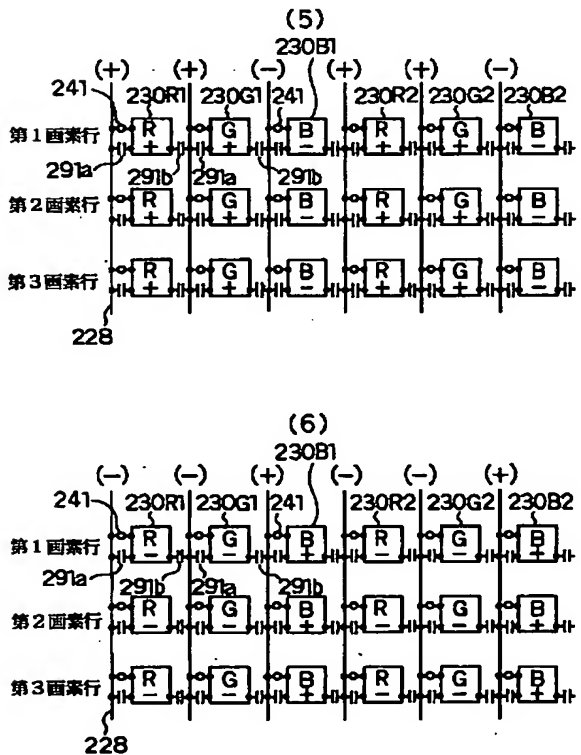 (5)
230B1
(+) 230R1 (+) 230G1 (-) (+) 230R2 (+) 230G2 (-) 230B2
241 241
第1画素行 R + G + B - R + G + B -
291a 291b 291a 291b
第2画素行 R + G + B - R + G + B -
第3画素行 R + G + B - R + G + B -
228
(6)
230B1
(-) (-) (+) (-) (-) (+)
241 230R1 230G1 241 230R2 230G2 230B2
第1画素行 R - G - B + R - G - B +
291a 291b 291a 291b
第2画素行 R - G - B + R - G - B +
第3画素行 R - G - B + R - G - B +
228